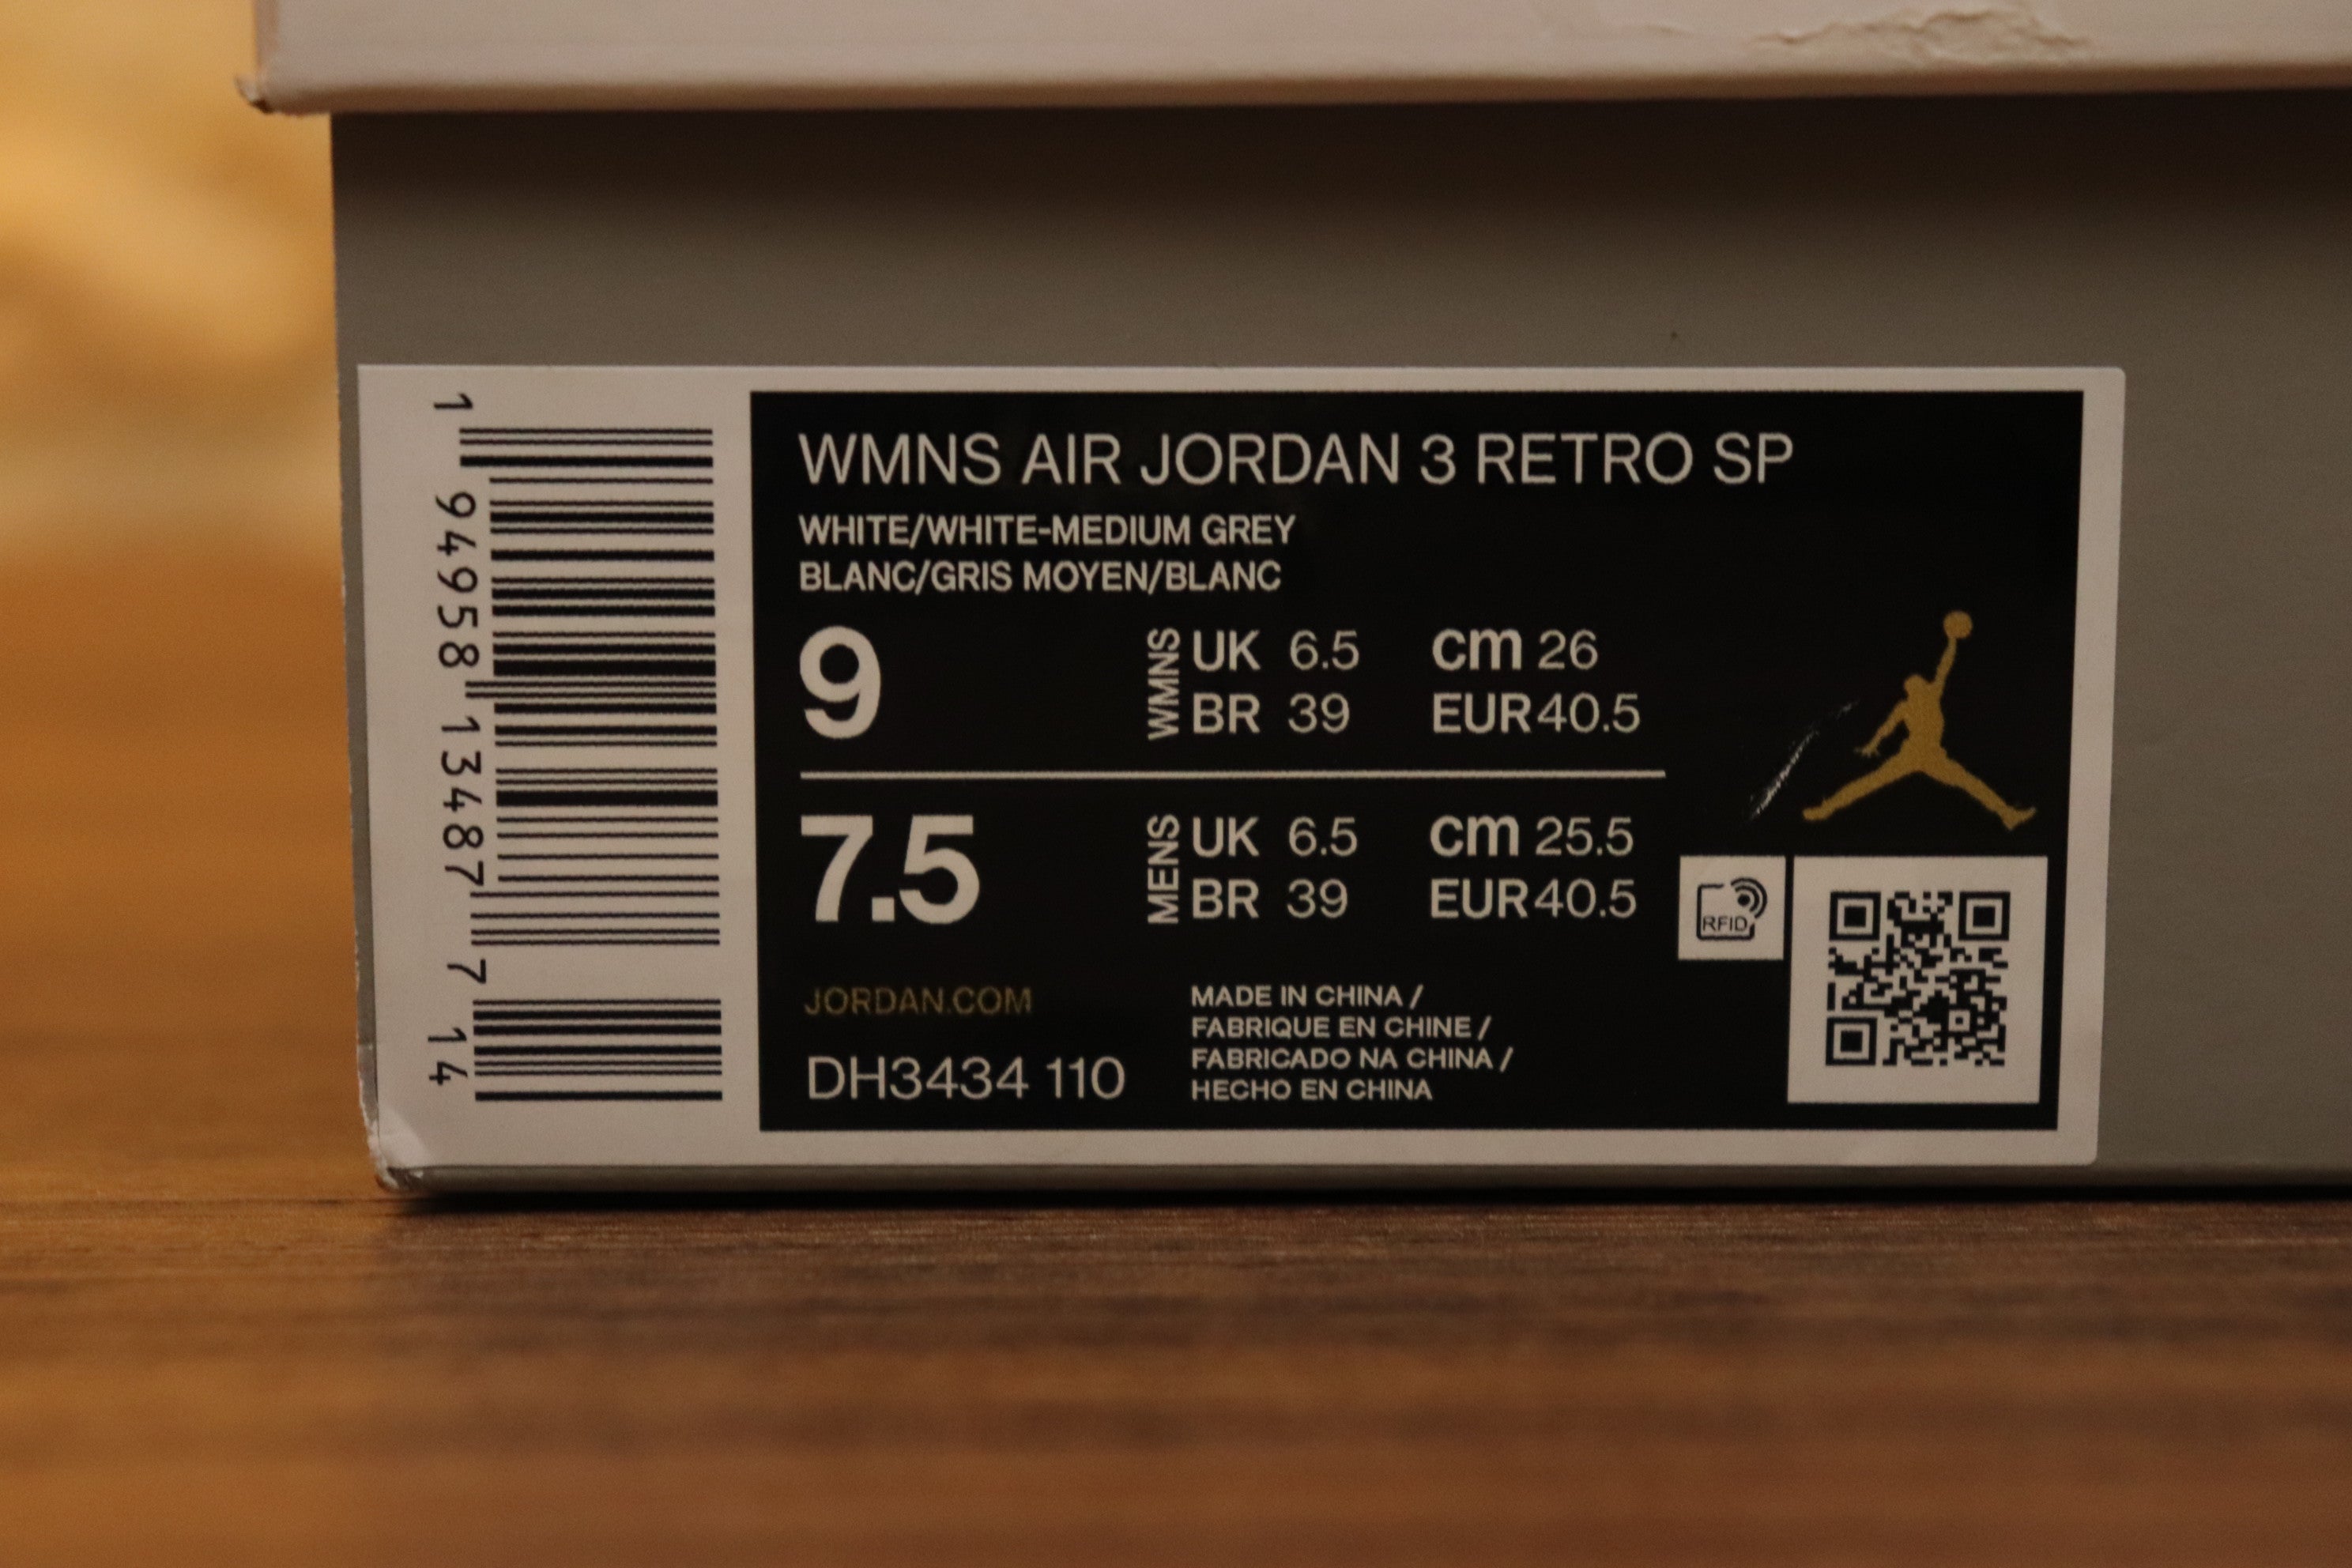 1 94958 13487 7 14
WMNS AIR JORDAN 3 RETRO SP
WHITE/WHITE-MEDIUM GREY
BLANC/GRIS MOYEN/BLANC
9 WMNS UK 6.5 cm 26
BR 39 EUR 40.5
7.5 MENS UK 6.5 cm 25.5
BR 39 EUR 40.5
RFID
JORDAN.COM
DH3434 110
MADE IN CHINA /
FABRIQUE EN CHINE /
FABRICADO NA CHINA /
HECHO EN CHINA